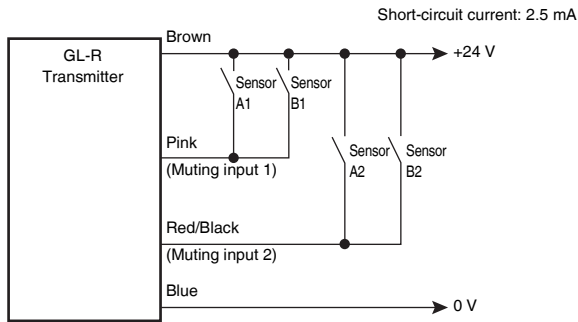 Short-circuit current: 2.5 mA
Brown
+24 V
GL-R
Transmitter
Sensor
A1
Sensor
B1
Pink
(Muting input 1)
Sensor
A2
Sensor
B2
Red/Black
(Muting input 2)
Blue
0 V